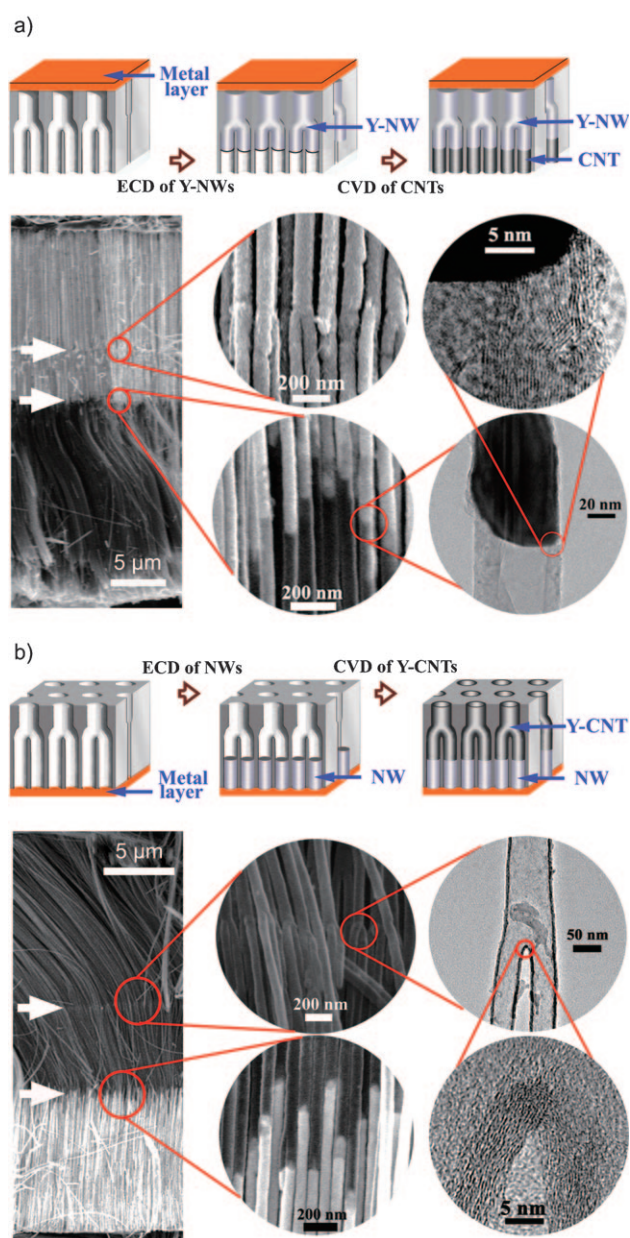 a)
Metal
layer
Y-NW
Y-NW
CNT
ECD of Y-NWs
CVD of CNTs
5 nm
200 nm
20 nm
5 µm
200 nm
b)
ECD of NWs
CVD of Y-CNTs
Y-CNT
NW
NW
Metal
layer
5 µm
50 nm
200 nm
200 nm
5 nm